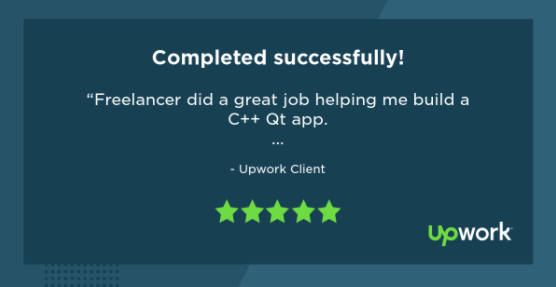 Completed successfully!
“Freelancer did a great job helping me build a
C++ Qt app.
...
- Upwork Client
upwork